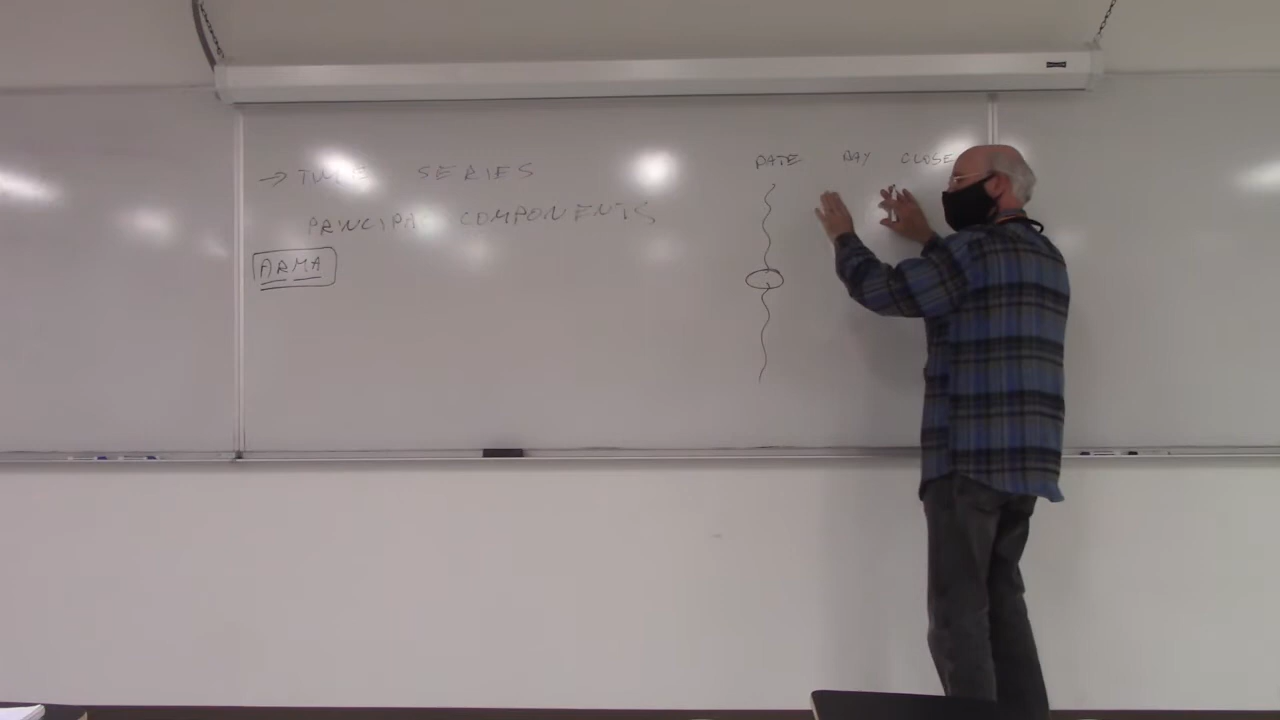 → TIME SERIES
PRINCIPAL COMPONENTS
ARMA
DATE DAY CLOSE